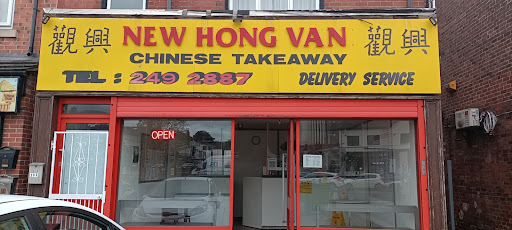 觀興 NEW HONG VAN 觀興
CHINESE TAKEAWAY
TEL : 249 2887 DELIVERY SERVICE
OPEN